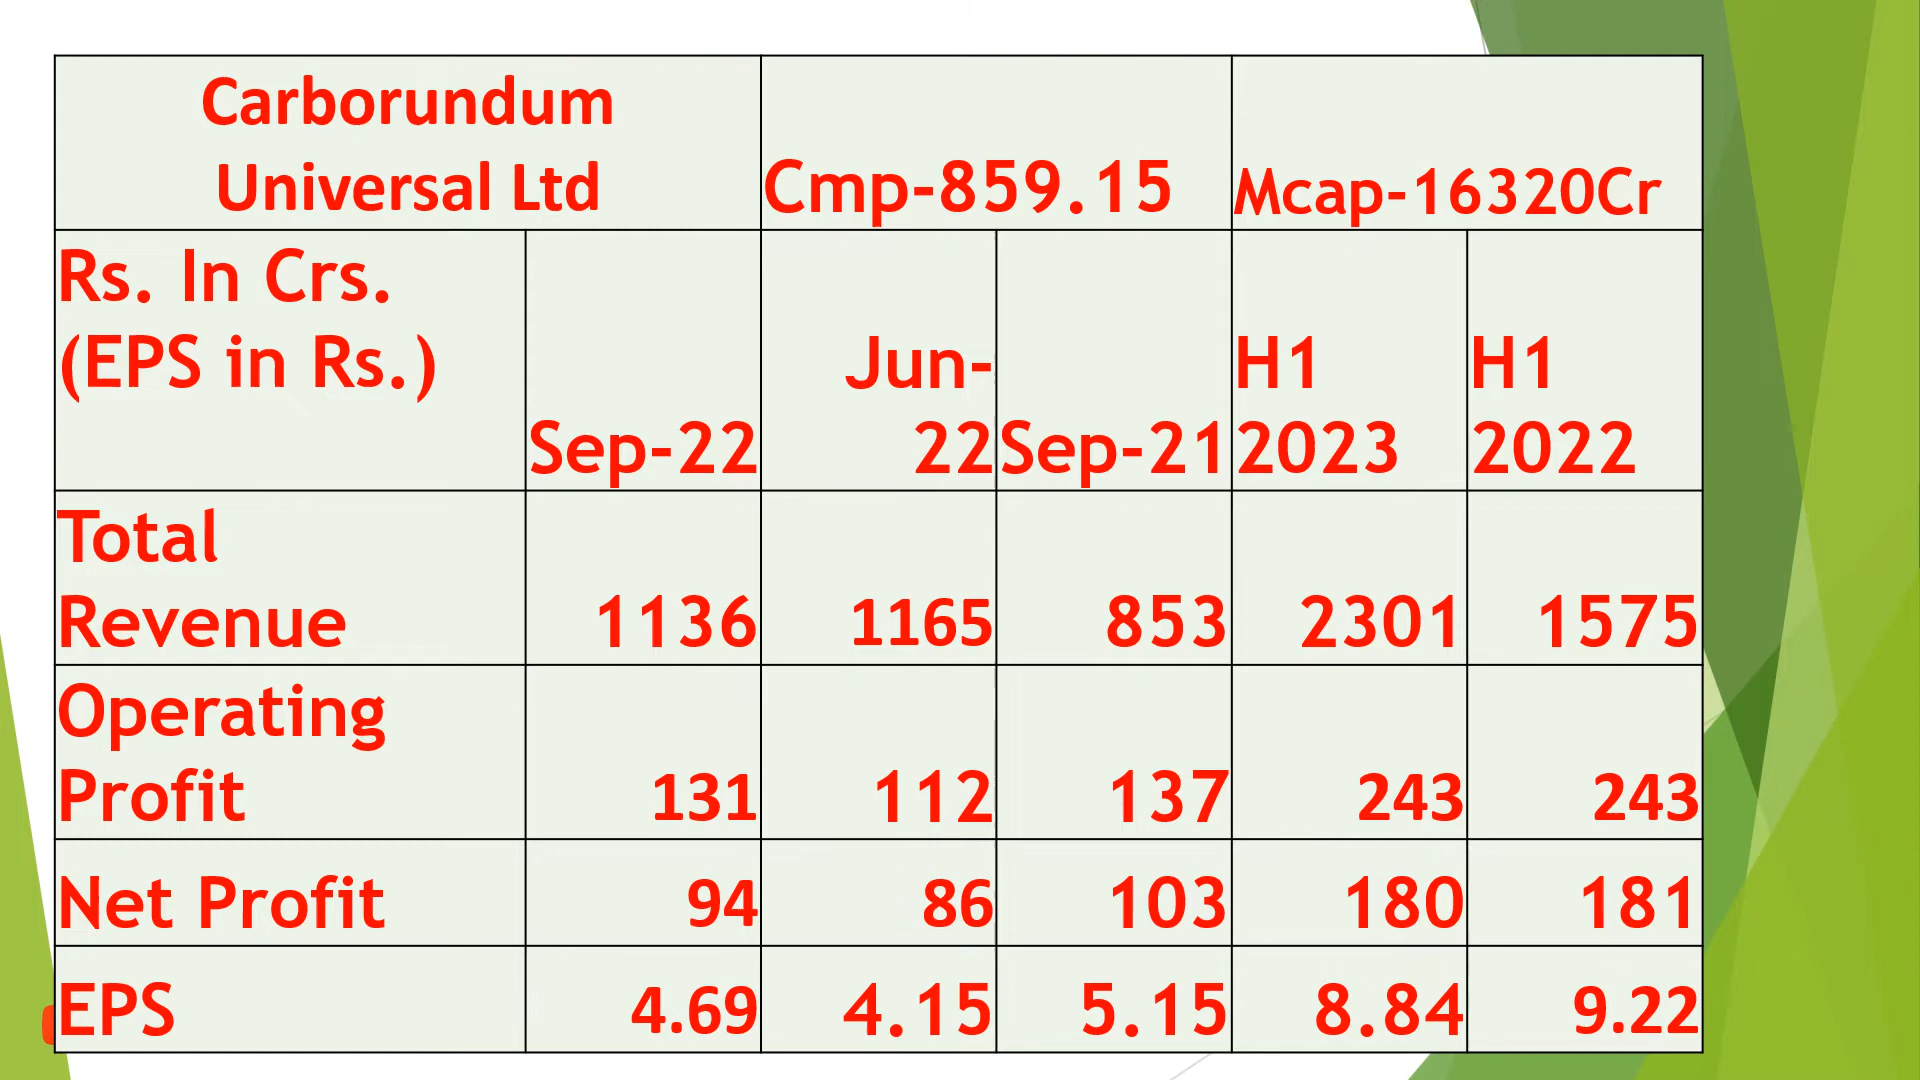 Carborundum
Universal Ltd
Cmp-859.15
Mcap-16320Cr
Rs. In Crs.
(EPS in Rs.)
Sep-22
Jun-
22
Sep-21
H1
2023
H1
2022
Total
Revenue
1136
1165
853
2301
1575
Operating
Profit
131
112
137
243
243
Net Profit
94
86
103
180
181
EPS
4.69
4.15
5.15
8.84
9.22